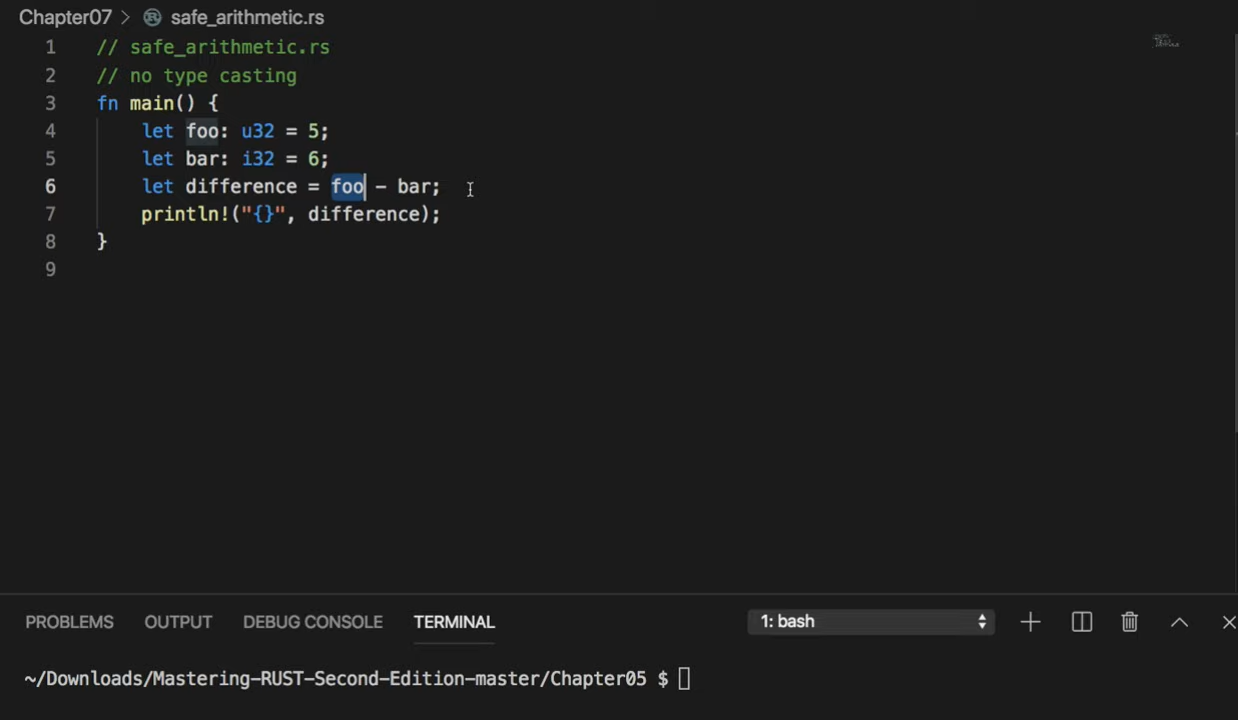 Chapter07 > safe_arithmetic.rs
1 // safe_arithmetic.rs
2 // no type casting
3 fn main() {
4     let foo: u32 = 5;
5     let bar: i32 = 6;
6     let difference = foo - bar;
7     println!("{}", difference);
8 }
9
PROBLEMS OUTPUT DEBUG CONSOLE TERMINAL 1: bash
~/Downloads/Mastering-RUST-Second-Edition-master/Chapter05 $